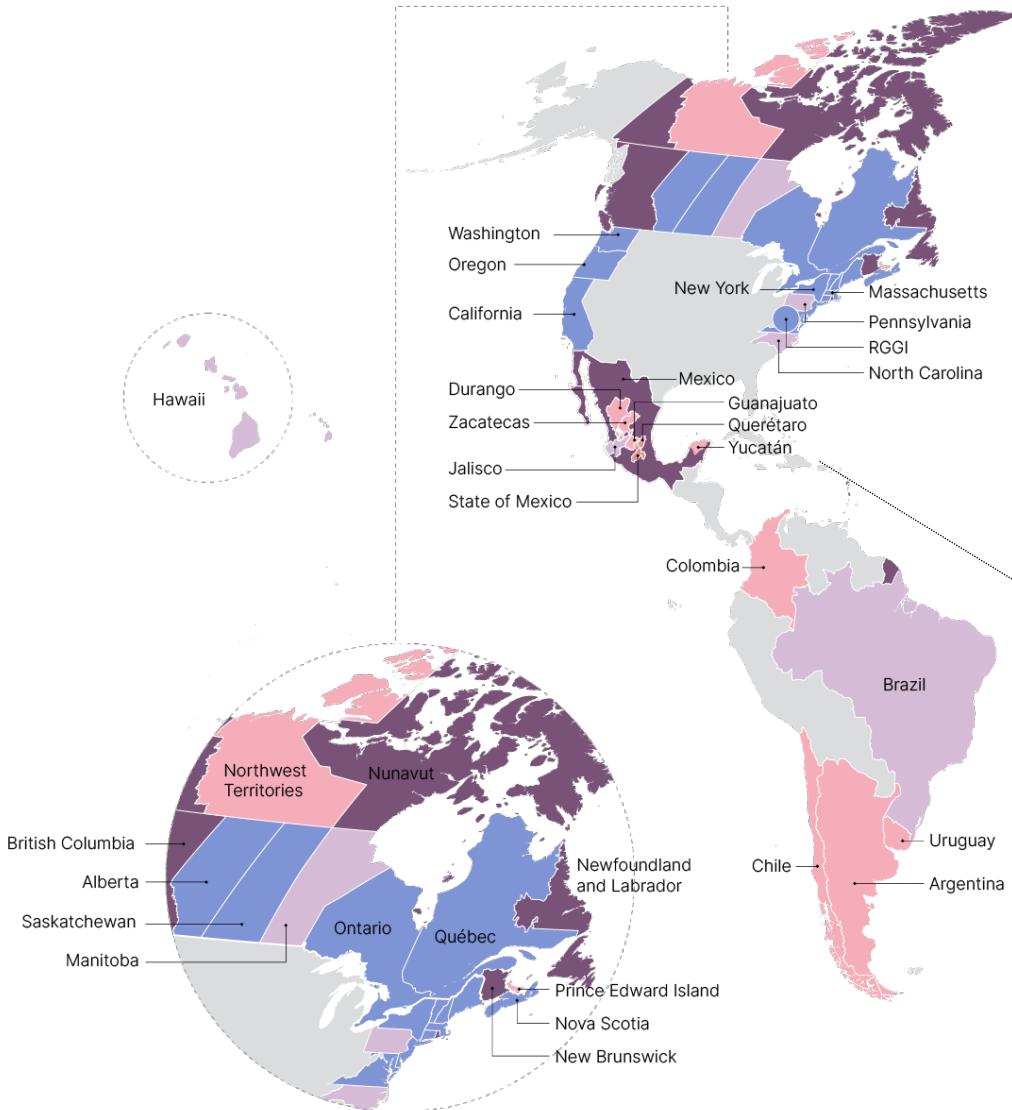 Washington
Oregon
California
New York
Massachusetts
Pennsylvania
RGGI
North Carolina
Hawaii
Durango
Zacatecas
Jalisco
State of Mexico
Mexico
Guanajuato
Querétaro
Yucatán
Colombia
Brazil
Uruguay
Chile
Argentina
Northwest
Territories
Nunavut
British Columbia
Alberta
Saskatchewan
Manitoba
Ontario
Québec
Newfoundland
and Labrador
Prince Edward Island
Nova Scotia
New Brunswick